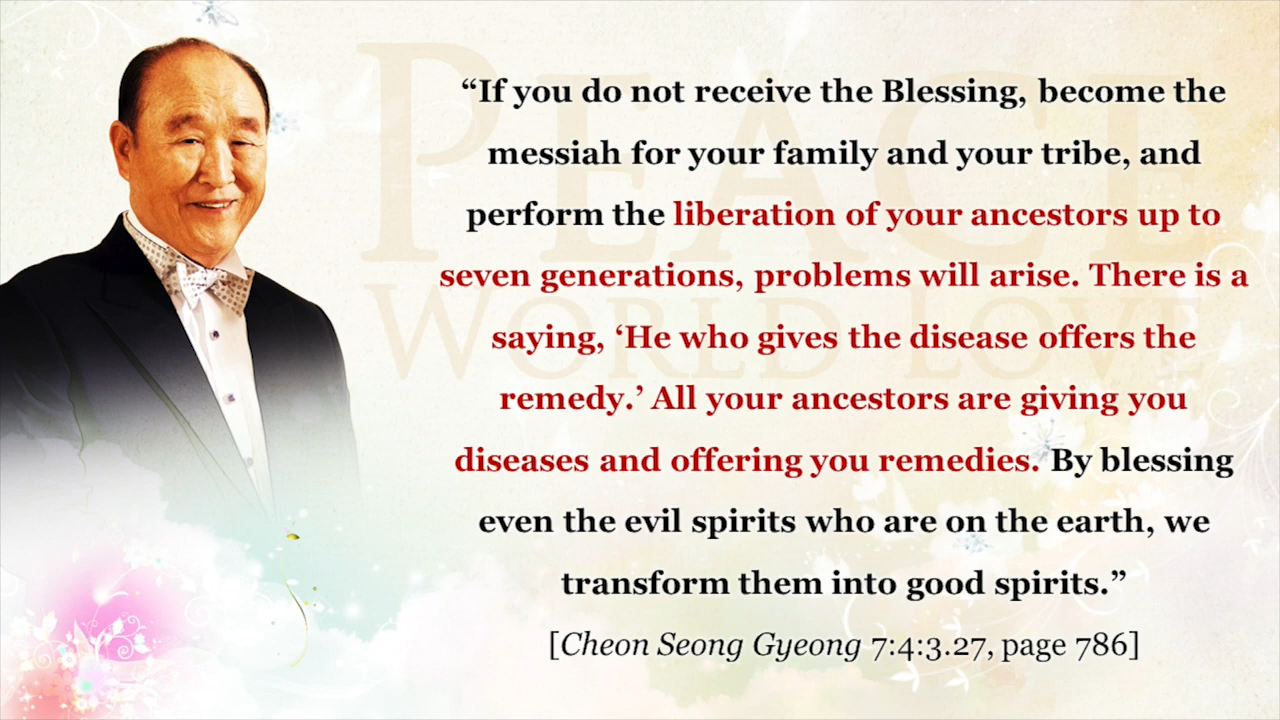 PEACE
WORLD LOVE
“If you do not receive the Blessing, become the
messiah for your family and your tribe, and
perform the liberation of your ancestors up to
seven generations, problems will arise. There is a
saying, ‘He who gives the disease offers the
remedy.’ All your ancestors are giving you
diseases and offering you remedies. By blessing
even the evil spirits who are on the earth, we
transform them into good spirits.”
[Cheon Seong Gyeong 7:4:3.27, page 786]